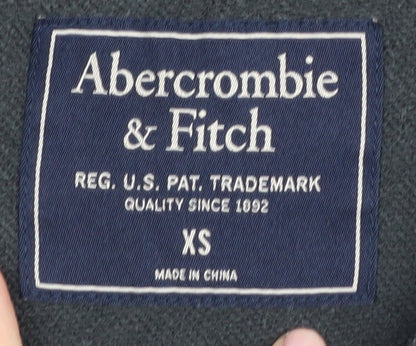 Abercrombie
& Fitch
REG. U.S. PAT. TRADEMARK
QUALITY SINCE 1892
XS
MADE IN CHINA